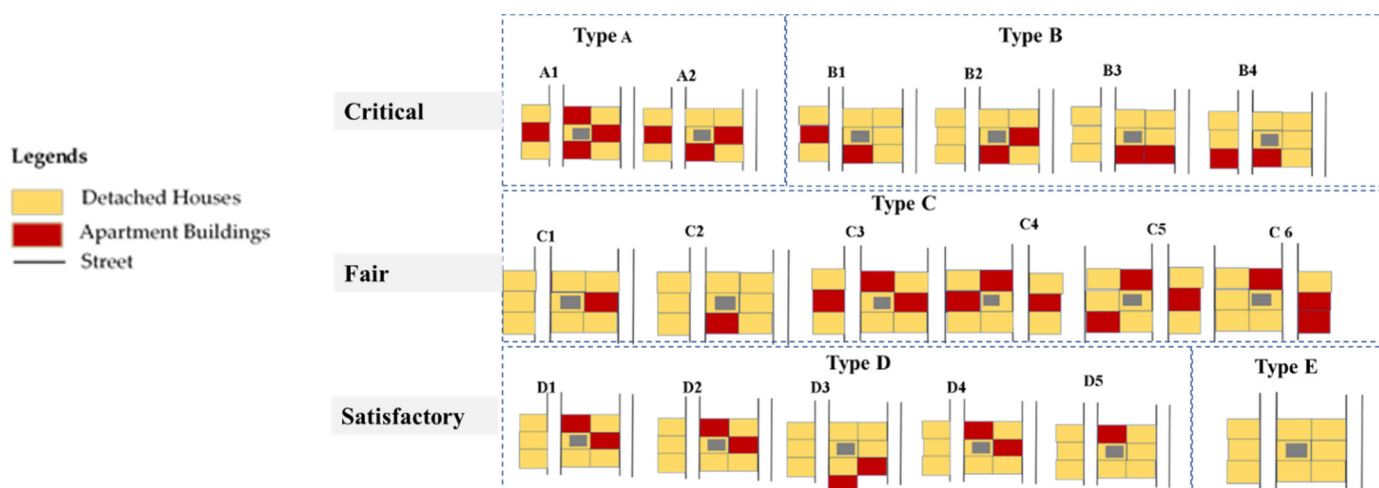 Type A
Type B
A1
A2
B1
B2
B3
B4
Critical
Legends
Detached Houses
Apartment Buildings
Street
Type C
C1
C2
C3
C4
C5
C 6
Fair
Type D
Type E
D1
D2
D3
D4
D5
Satisfactory